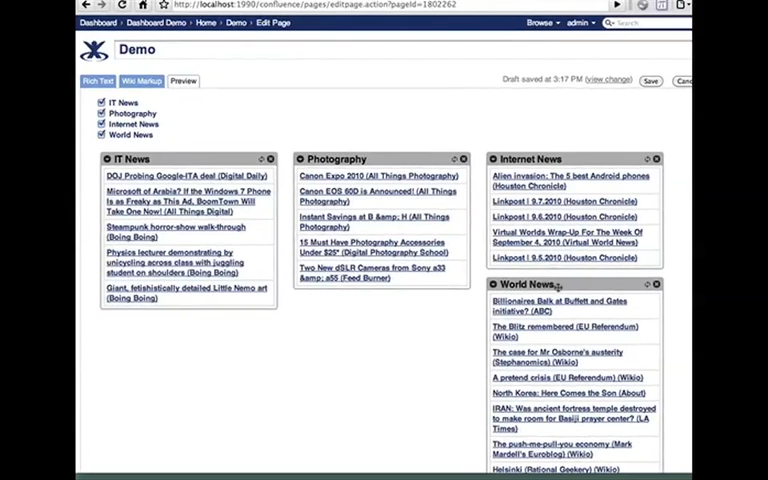 http://localhost:1990/confluence/pages/editpage.action?pageId=1802262
Dashboard › Dashboard Demo › Home › Demo › Edit Page
Browse
admin
Search
Demo
Rich Text
Wiki Markup
Preview
Draft saved at 3:17 PM (view change)
Save
Canc
IT News
Photography
Internet News
World News
IT News
DOJ Probing Google-ITA deal (Digital Daily)
Microsoft of Arabia? If the Windows 7 Phone
Is as Freaky as This Ad, BoomTown Will
Take One Now! (All Things Digital)
Steampunk horror-show walk-through
(Boing Boing)
Physics lecturer demonstrating by
unicycling across class with juggling
student on shoulders (Boing Boing)
Giant, fetishistically detailed Little Nemo art
(Boing Boing)
Photography
Canon Expo 2010 (All Things Photography)
Canon EOS 60D is Announced! (All Things
Photography)
Instant Savings at B &amp; H (All Things
Photography)
15 Must Have Photography Accessories
Under $25* (Digital Photography School)
Two New dSLR Cameras from Sony a33
&amp; a55 (Feed Burner)
Internet News
Alien invasion: The 5 best Android phones
(Houston Chronicle)
Linkpost | 9.7.2010 (Houston Chronicle)
Linkpost | 9.6.2010 (Houston Chronicle)
Virtual Worlds Wrap-Up For The Week Of
September 4, 2010 (Virtual World News)
Linkpost | 9.5.2010 (Houston Chronicle)
World News
Billionaires Balk at Buffett and Gates
initiative? (ABC)
The Blitz remembered (EU Referendum)
(Wikio)
The case for Mr Osborne's austerity
(Stephanomics) (Wikio)
A pretend crisis (EU Referendum) (Wikio)
North Korea: Here Comes the Son (About)
IRAN: Was ancient fortress temple destroyed
to make room for Basiji prayer center? (LA
Times)
The push-me-pull-you economy (Mark
Mardell's Euroblog) (Wikio)
Helsinki (Rational Geekery) (Wikio)